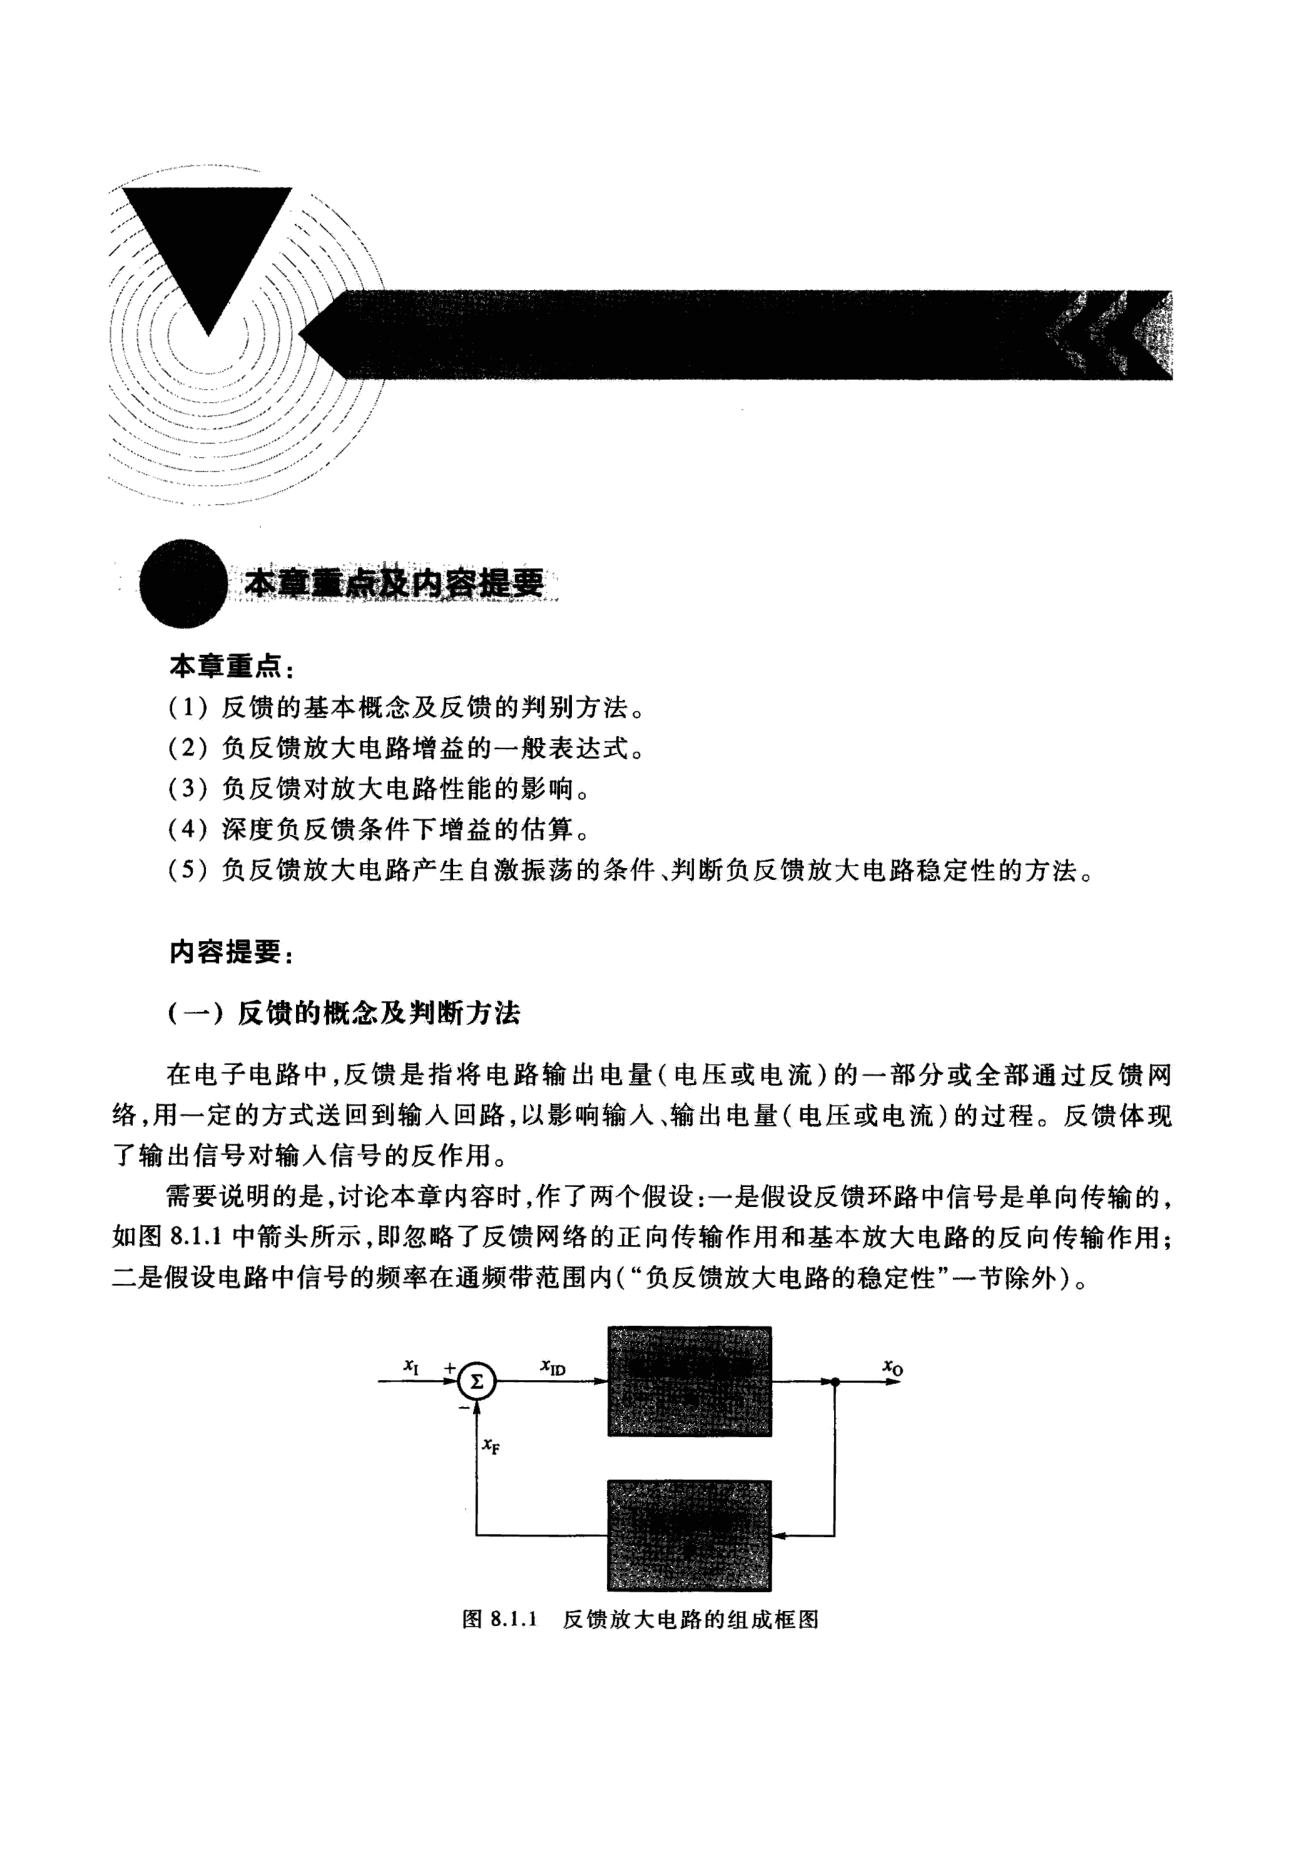 本章重点及内容提要
本章重点：
(1) 反馈的基本概念及反馈的判别方法。
(2) 负反馈放大电路增益的一般表达式。
(3) 负反馈对放大电路性能的影响。
(4) 深度负反馈条件下增益的估算。
(5) 负反馈放大电路产生自激振荡的条件、判断负反馈放大电路稳定性的方法。
内容提要：
(一) 反馈的概念及判断方法
在电子电路中,反馈是指将电路输出电量(电压或电流)的一部分或全部通过反馈网
络,用一定的方式送回到输入回路,以影响输入、输出电量(电压或电流)的过程。反馈体现
了输出信号对输入信号的反作用。
需要说明的是,讨论本章内容时,作了两个假设:一是假设反馈环路中信号是单向传输的,
如图 8.1.1 中箭头所示,即忽略了反馈网络的正向传输作用和基本放大电路的反向传输作用;
二是假设电路中信号的频率在通频带范围内(“负反馈放大电路的稳定性”一节除外)。
xI + Σ xID xO
−
xF
图 8.1.1 反馈放大电路的组成框图